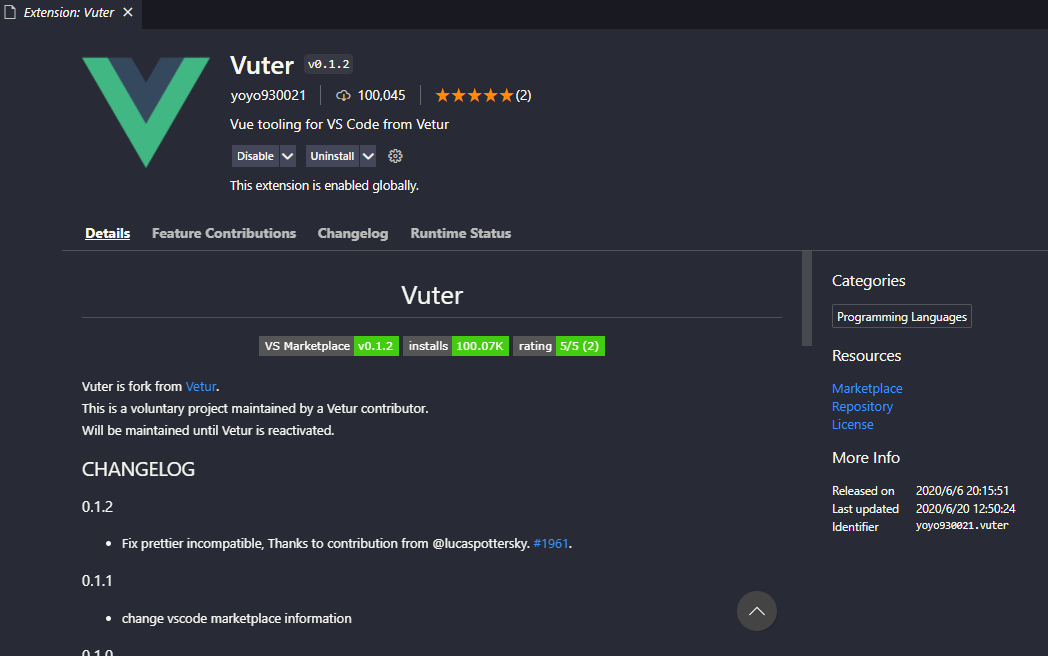 Extension: Vuter
Vuter v0.1.2
yoyo930021 100,045 (2)
Vue tooling for VS Code from Vetur
Disable Uninstall
This extension is enabled globally.
Details Feature Contributions Changelog Runtime Status
Vuter
VS Marketplace v0.1.2 installs 100.07K rating 5/5 (2)
Vuter is fork from Vetur.
This is a voluntary project maintained by a Vetur contributor.
Will be maintained until Vetur is reactivated.
CHANGELOG
0.1.2
Fix prettier incompatible, Thanks to contribution from @lucaspottersky. #1961.
0.1.1
change vscode marketplace information
0.1.0
Categories
Programming Languages
Resources
Marketplace
Repository
License
More Info
Released on 2020/6/6 20:15:51
Last updated 2020/6/20 12:50:24
Identifier yoyo930021.vuter